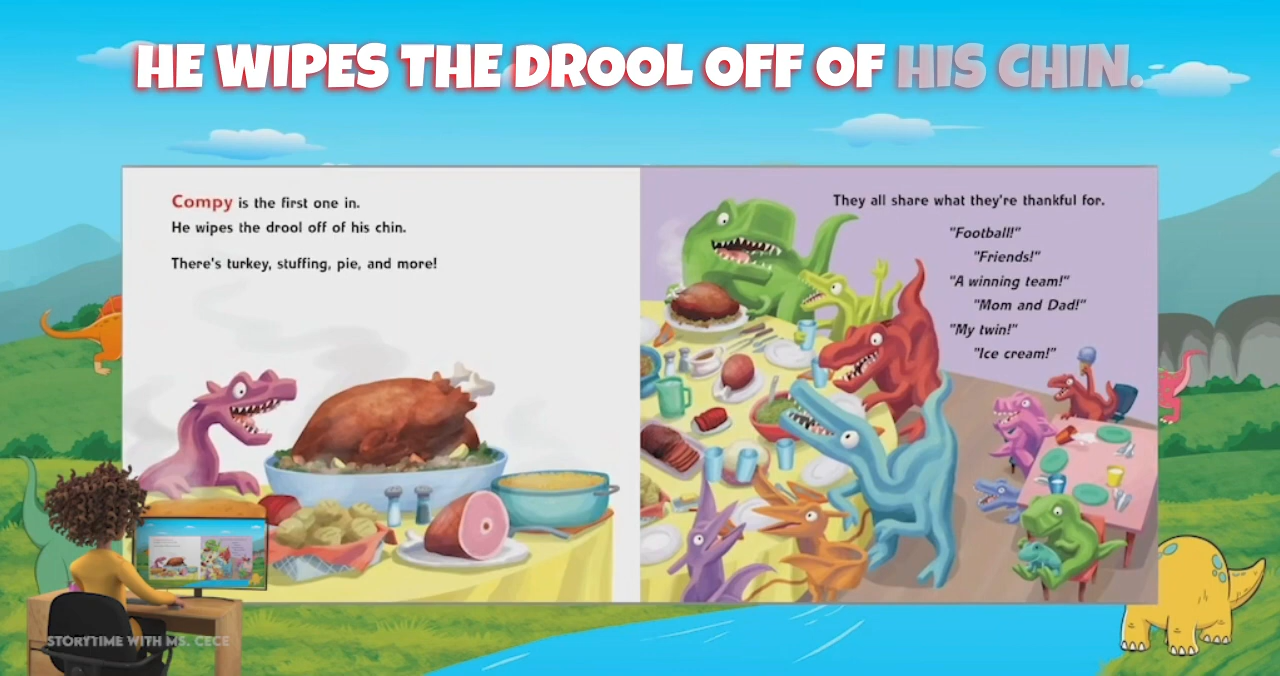 HE WIPES THE DROOL OFF OF HIS CHIN.
Compy is the first one in.
He wipes the drool off of his chin.
There's turkey, stuffing, pie, and more!
They all share what they're thankful for.
"Football!"
"Friends!"
"A winning team!"
"Mom and Dad!"
"My twin!"
"Ice cream!"
STORYTIME WITH MS. CECE